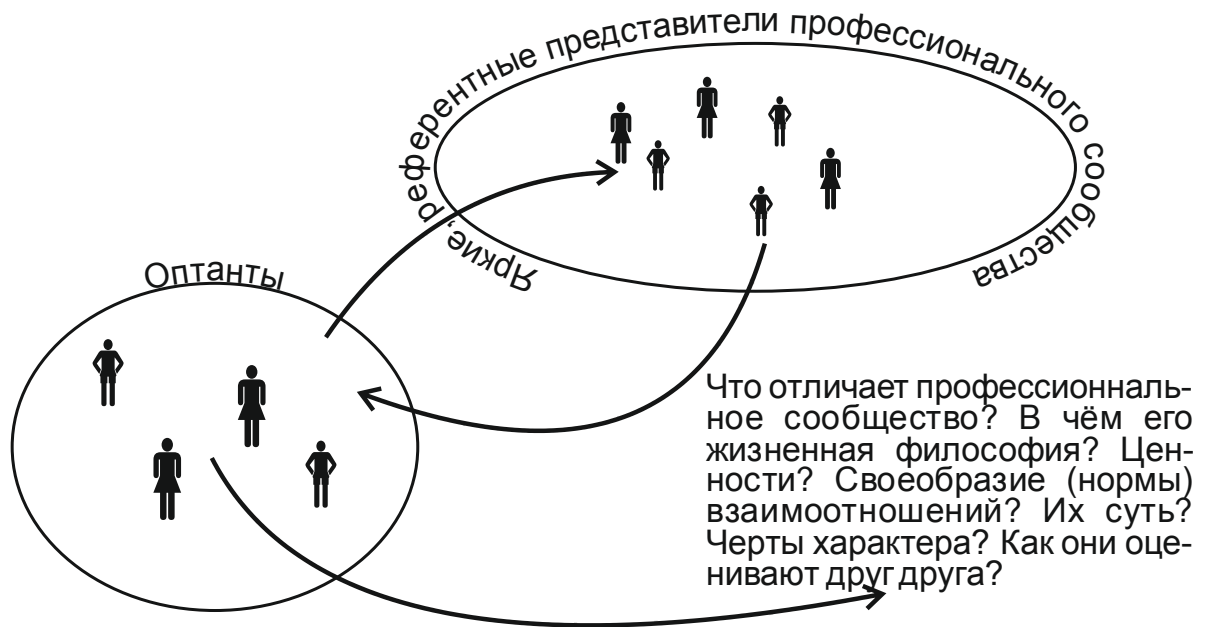 Яркие, референтные представители профессионального сообщества
Оптанты
Что отличает профессионналь-
ное сообщество? В чём его
жизненная философия? Цен-
ности? Своеобразие (нормы)
взаимоотношений? Их суть?
Черты характера? Как они оце-
нивают друг друга?